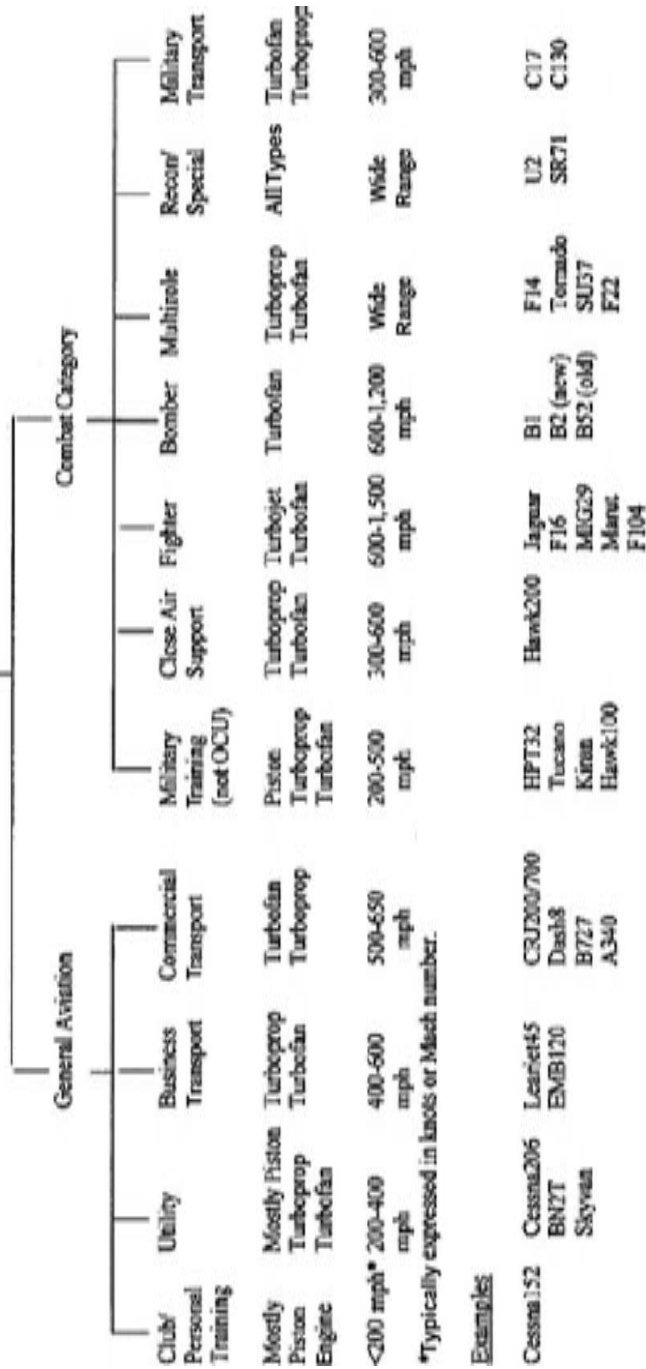 General Aviation
Combat Category
Club/
Personal
Training
Utility
Business
Transport
Commercial
Transport
Military
Training
(not OCU)
Close Air
Support
Fighter
Bomber
Multirole
Recon/
Special
Military
Transport
Mostly
Piston
Engine
Mostly Piston
Turboprop
Turbofan
Turboprop
Turbofan
Turbofan
Turboprop
Piston
Turboprop
Turbofan
Turboprop
Turbofan
Turbojet
Turbofan
Turbofan
Turboprop
Turbofan
All Types
Turbofan
Turboprop
<200 mph*
200-400
mph
400-600
mph
500-650
mph
200-500
mph
300-600
mph
600-1,500
mph
600-1,200
mph
Wide
Range
Wide
Range
300-600
mph
*Typically expressed in knots or Mach number.
Examples
Cessna152
Cessna206
BN2T
Skyvan
Learjet45
EMB120
CRJ200/700
Dash8
B727
A340
HPT32
Tucano
Kiran
Hawk100
Hawk200
Jaguar
F16
MIG29
Marut
F104
B1
B2 (new)
B52 (old)
F14
Tornado
SU37
F22
U2
SR71
C17
C130